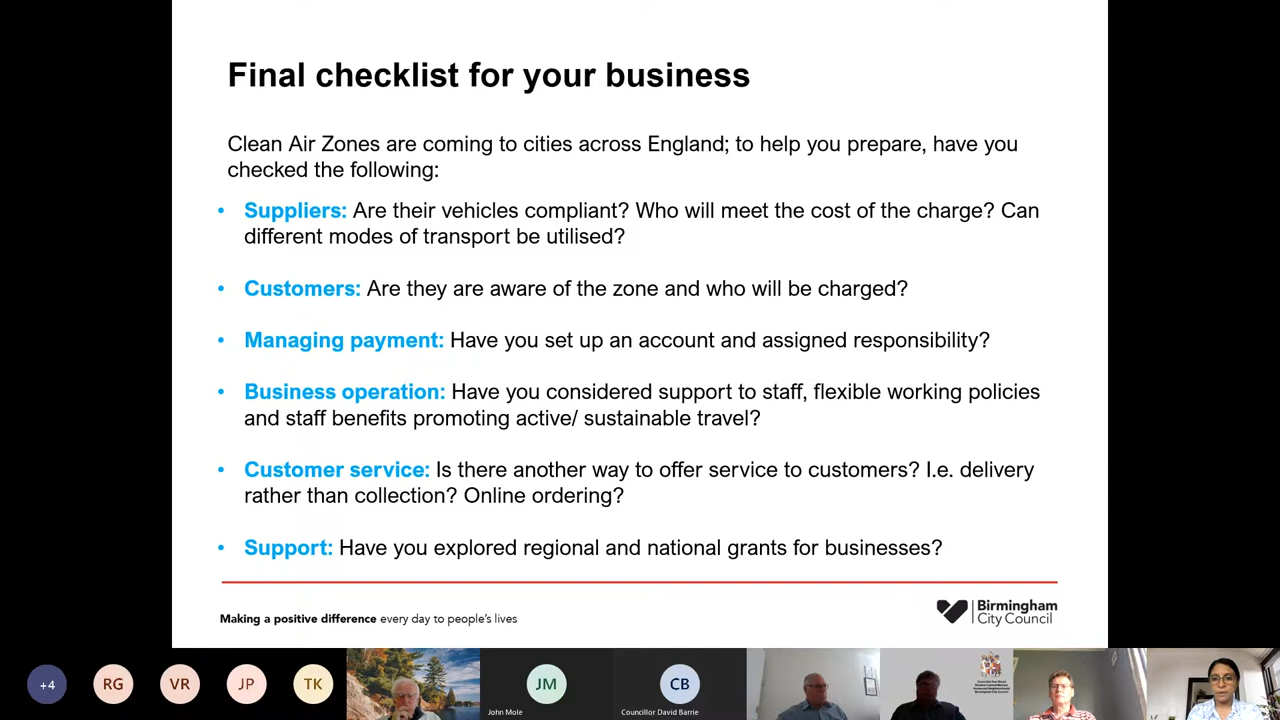 Final checklist for your business
Clean Air Zones are coming to cities across England; to help you prepare, have you
checked the following:
• Suppliers: Are their vehicles compliant? Who will meet the cost of the charge? Can
different modes of transport be utilised?
• Customers: Are they are aware of the zone and who will be charged?
• Managing payment: Have you set up an account and assigned responsibility?
• Business operation: Have you considered support to staff, flexible working policies
and staff benefits promoting active/ sustainable travel?
• Customer service: Is there another way to offer service to customers? I.e. delivery
rather than collection? Online ordering?
• Support: Have you explored regional and national grants for businesses?
Making a positive difference every day to people's lives
Birmingham
City Council
+4
RG
VR
JP
TK
JM
John Mole
CB
Councillor David Barrie